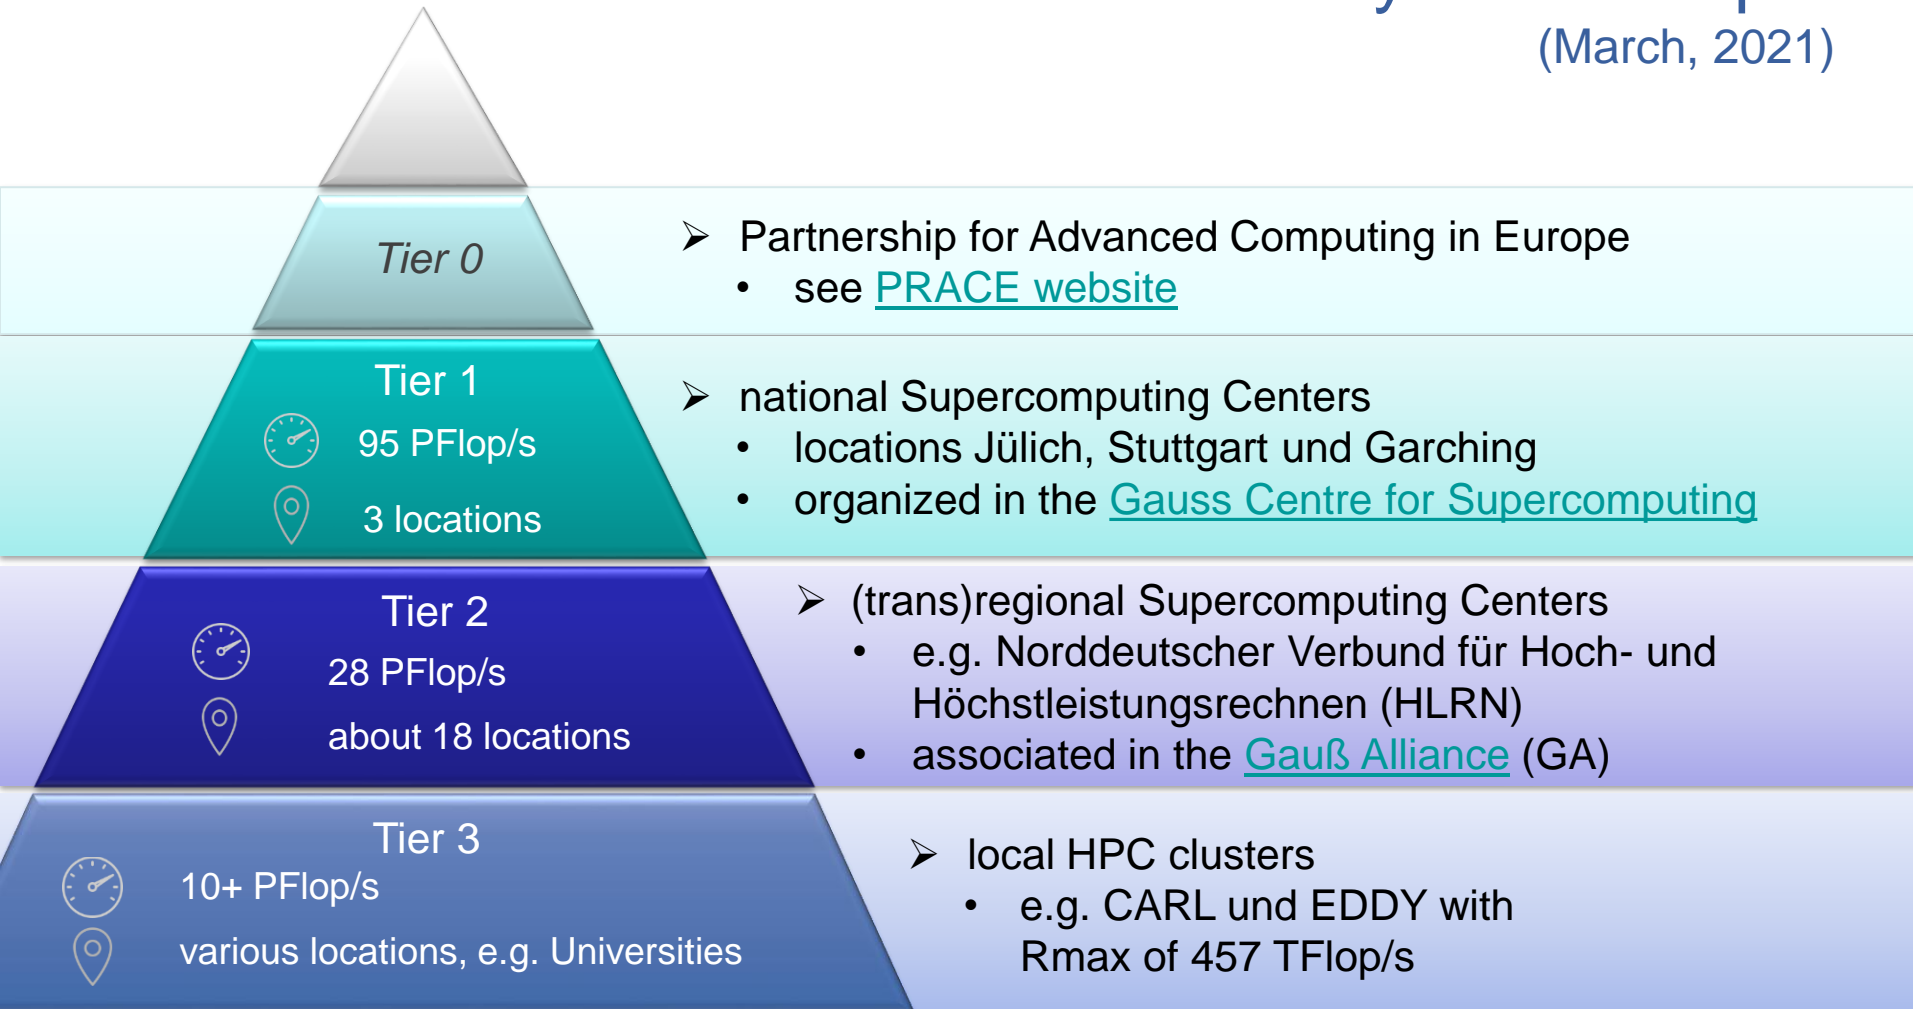 (March, 2021)
Tier 0
➢ Partnership for Advanced Computing in Europe
• see PRACE website
Tier 1
95 PFlop/s
3 locations
➢ national Supercomputing Centers
• locations Jülich, Stuttgart und Garching
• organized in the Gauss Centre for Supercomputing
Tier 2
28 PFlop/s
about 18 locations
➢ (trans)regional Supercomputing Centers
• e.g. Norddeutscher Verbund für Hoch- und
Höchstleistungsrechnen (HLRN)
• associated in the Gauß Alliance (GA)
Tier 3
10+ PFlop/s
various locations, e.g. Universities
➢ local HPC clusters
• e.g. CARL und EDDY with
Rmax of 457 TFlop/s